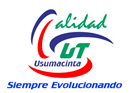 Calidad
UT
Usumacinta
Siempre Evolucionando